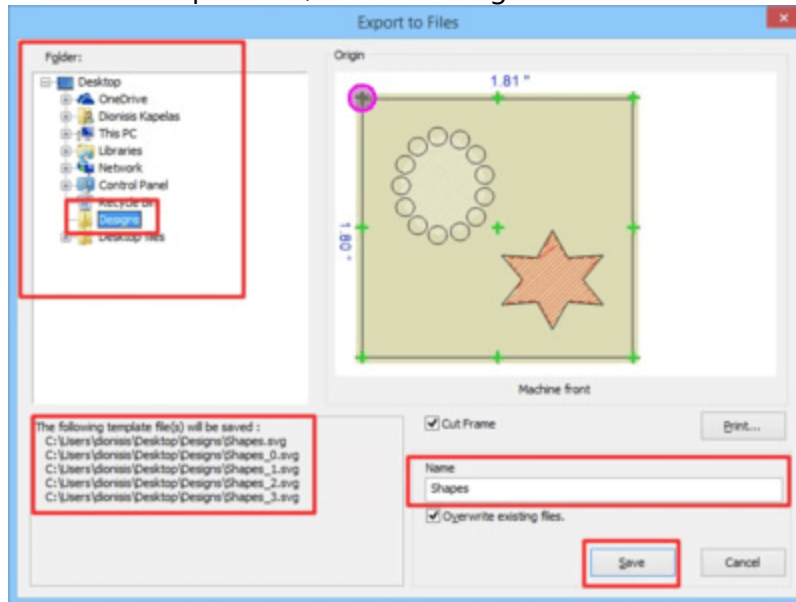 Export to Files
Folder:
Desktop
OneDrive
Dionisis Kapelas
This PC
Libraries
Network
Control Panel
Recycle Bin
Designs
Desktop files
Origin
1.81 "
1.80 "
Machine front
The following template file(s) will be saved :
C:\Users\dionisis\Desktop\Designs\Shapes.svg
C:\Users\dionisis\Desktop\Designs\Shapes_0.svg
C:\Users\dionisis\Desktop\Designs\Shapes_1.svg
C:\Users\dionisis\Desktop\Designs\Shapes_2.svg
C:\Users\dionisis\Desktop\Designs\Shapes_3.svg
Cut Frame
Print...
Name
Shapes
Overwrite existing files.
Save
Cancel